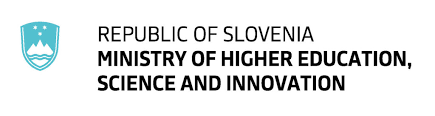 REPUBLIC OF SLOVENIA
MINISTRY OF HIGHER EDUCATION,
SCIENCE AND INNOVATION